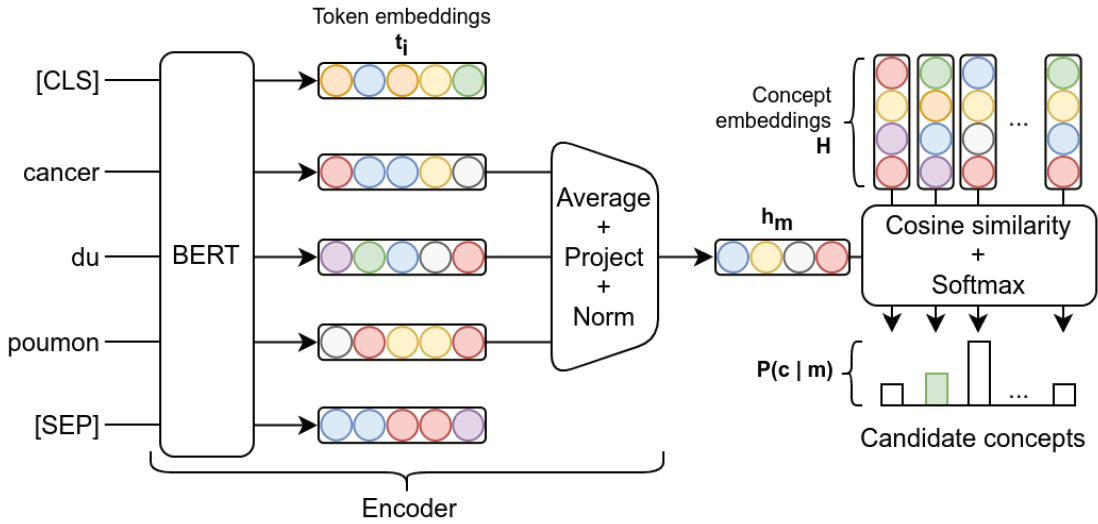 Token embeddings
t_i
[CLS]
cancer
du
poumon
[SEP]
BERT
Average
+
Project
+
Norm
Encoder
h_m
Concept
embeddings
H
...
Cosine similarity
+
Softmax
P(c | m)
...
Candidate concepts